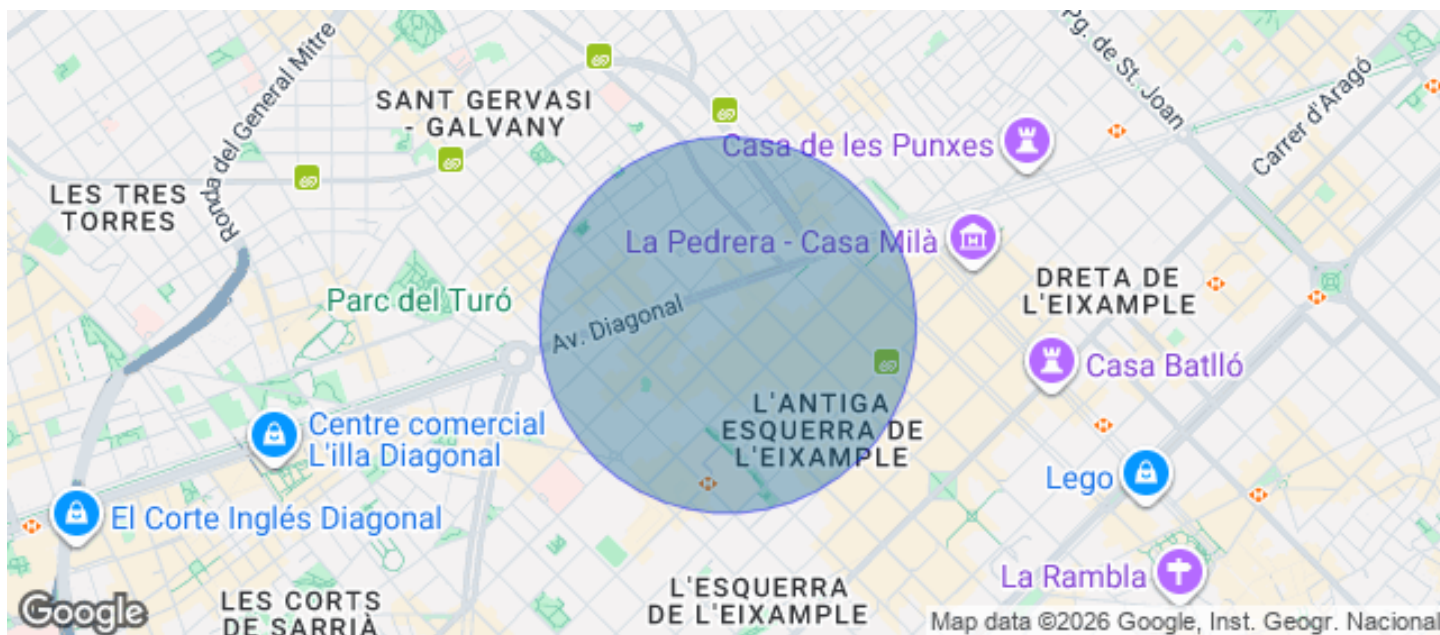 Ronda del General Mitre
SANT GERVASI
- GALVANY
LES TRES
TORRES
Pg. de St. Joan
Carrer d'Aragó
Casa de les Punxes
La Pedrera - Casa Milà
DRETA DE
L'EIXAMPLE
Parc del Turó
Av. Diagonal
Casa Batlló
L'ANTIGA
ESQUERRA DE
L'EIXAMPLE
Centre comercial
L'illa Diagonal
Lego
El Corte Inglés Diagonal
La Rambla
L'ESQUERRA
DE L'EIXAMPLE
LES CORTS
DE SARRIÀ
Google
Map data ©2026 Google, Inst. Geogr. Nacional